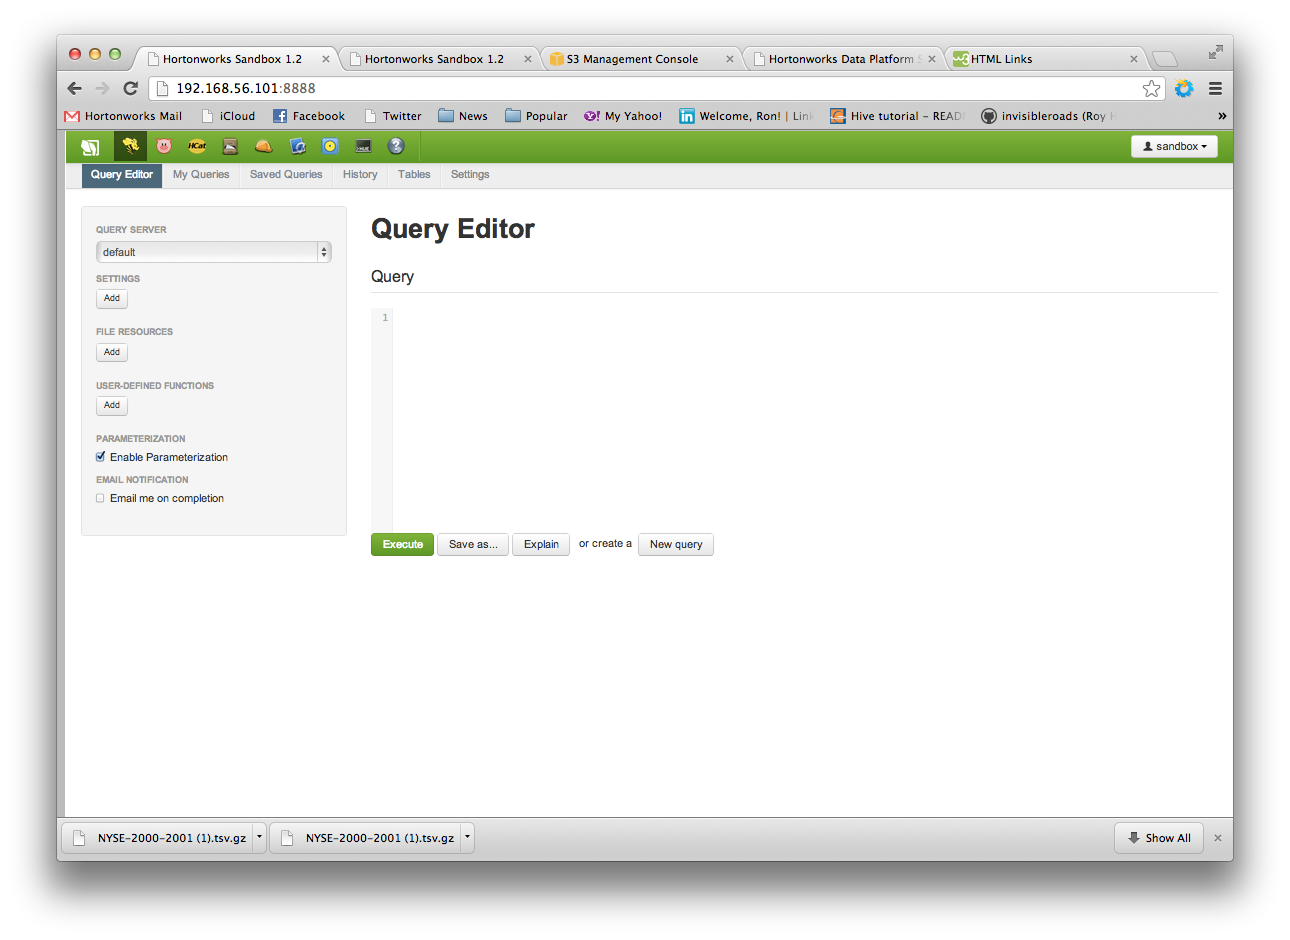 Hortonworks Sandbox 1.2
Hortonworks Sandbox 1.2
S3 Management Console
Hortonworks Data Platform
HTML Links
192.168.56.101:8888
Hortonworks Mail
iCloud
Facebook
Twitter
News
Popular
My Yahoo!
Welcome, Ron! | Link
Hive tutorial – READ
invisibleroads (Roy H
»
HCat
sandbox
Query Editor
My Queries
Saved Queries
History
Tables
Settings
QUERY SERVER
default
SETTINGS
Add
FILE RESOURCES
Add
USER-DEFINED FUNCTIONS
Add
PARAMETERIZATION
Enable Parameterization
EMAIL NOTIFICATION
Email me on completion
Query Editor
Query
1
Execute
Save as...
Explain
or create a
New query
NYSE-2000-2001 (1).tsv.gz
NYSE-2000-2001 (1).tsv.gz
Show All